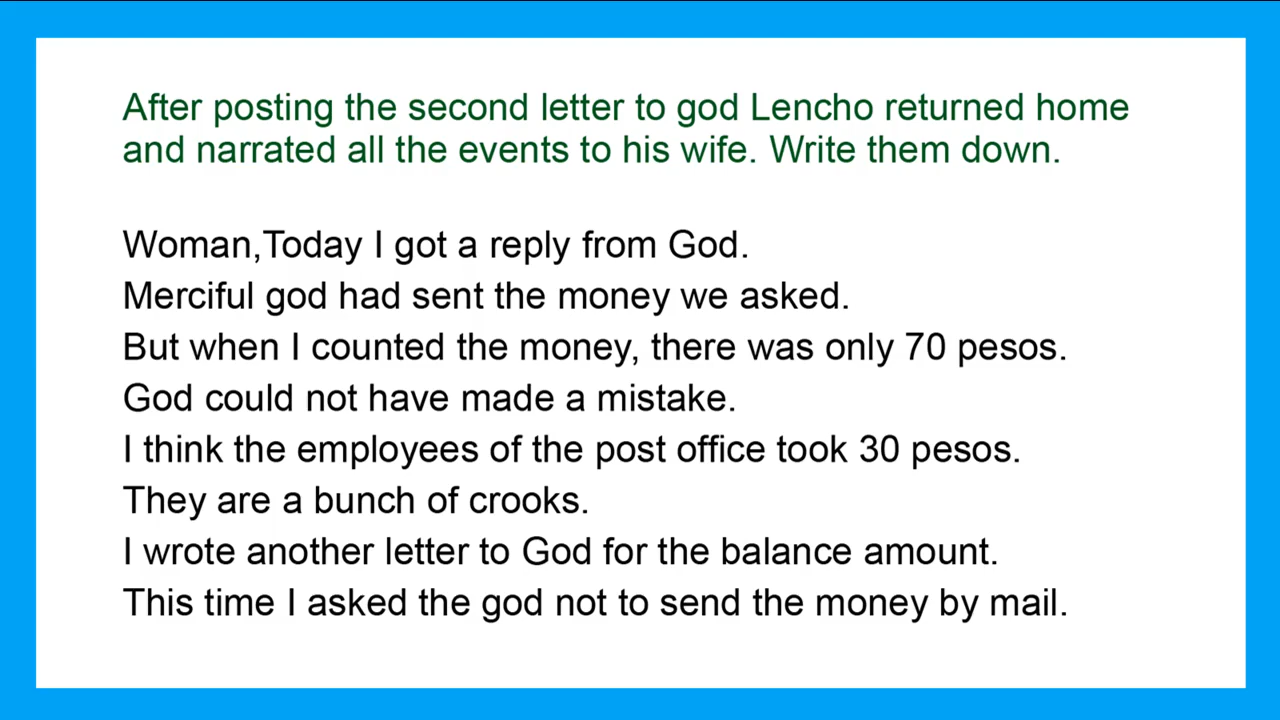 After posting the second letter to god Lencho returned home
and narrated all the events to his wife. Write them down.
Woman,Today I got a reply from God.
Merciful god had sent the money we asked.
But when I counted the money, there was only 70 pesos.
God could not have made a mistake.
I think the employees of the post office took 30 pesos.
They are a bunch of crooks.
I wrote another letter to God for the balance amount.
This time I asked the god not to send the money by mail.